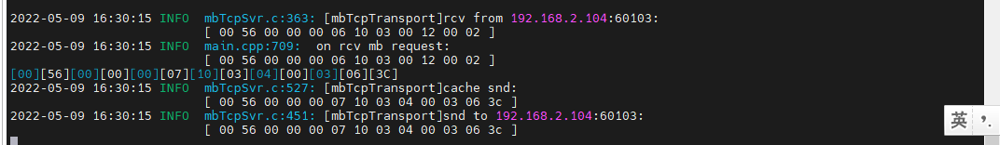 2022-05-09 16:30:15 INFO  mbTcpSvr.c:363: [mbTcpTransport]rcv from 192.168.2.104:60103:
[ 00 56 00 00 00 06 10 03 00 12 00 02 ]
2022-05-09 16:30:15 INFO  main.cpp:709:  on rcv mb request:
[ 00 56 00 00 00 06 10 03 00 12 00 02 ]
[00][56][00][00][00][07][10][03][04][00][03][06][3C]
2022-05-09 16:30:15 INFO  mbTcpSvr.c:527: [mbTcpTransport]cache snd:
[ 00 56 00 00 00 07 10 03 04 00 03 06 3c ]
2022-05-09 16:30:15 INFO  mbTcpSvr.c:451: [mbTcpTransport]snd to 192.168.2.104:60103:
[ 00 56 00 00 00 07 10 03 04 00 03 06 3c ]
英